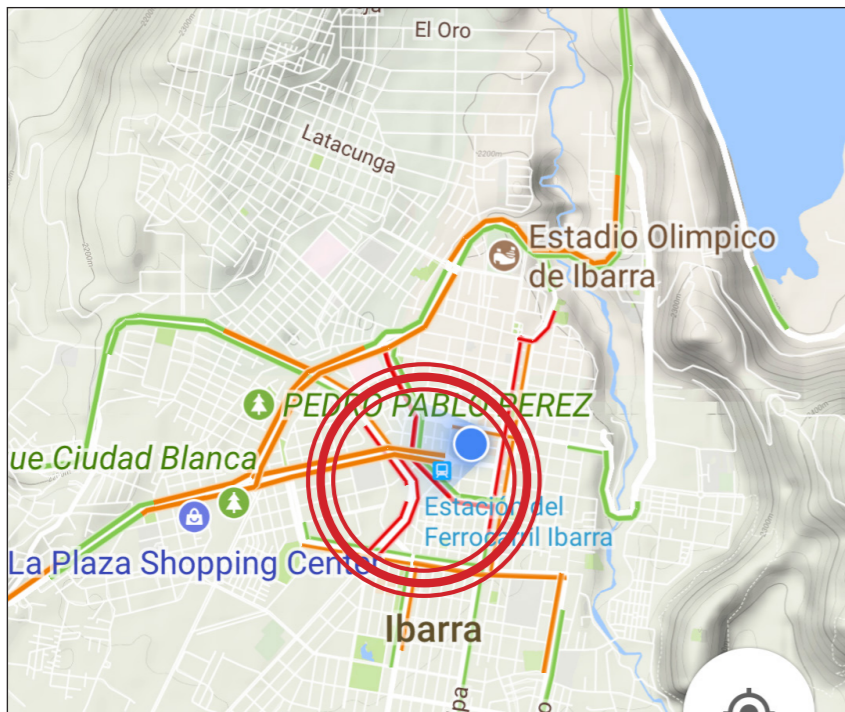 El Oro
Latacunga
2200m
Estadio Olimpico
de Ibarra
PEDRO PABLO PEREZ
ue Ciudad Blanca
Estación del
Ferrocarril Ibarra
La Plaza Shopping Center
Ibarra